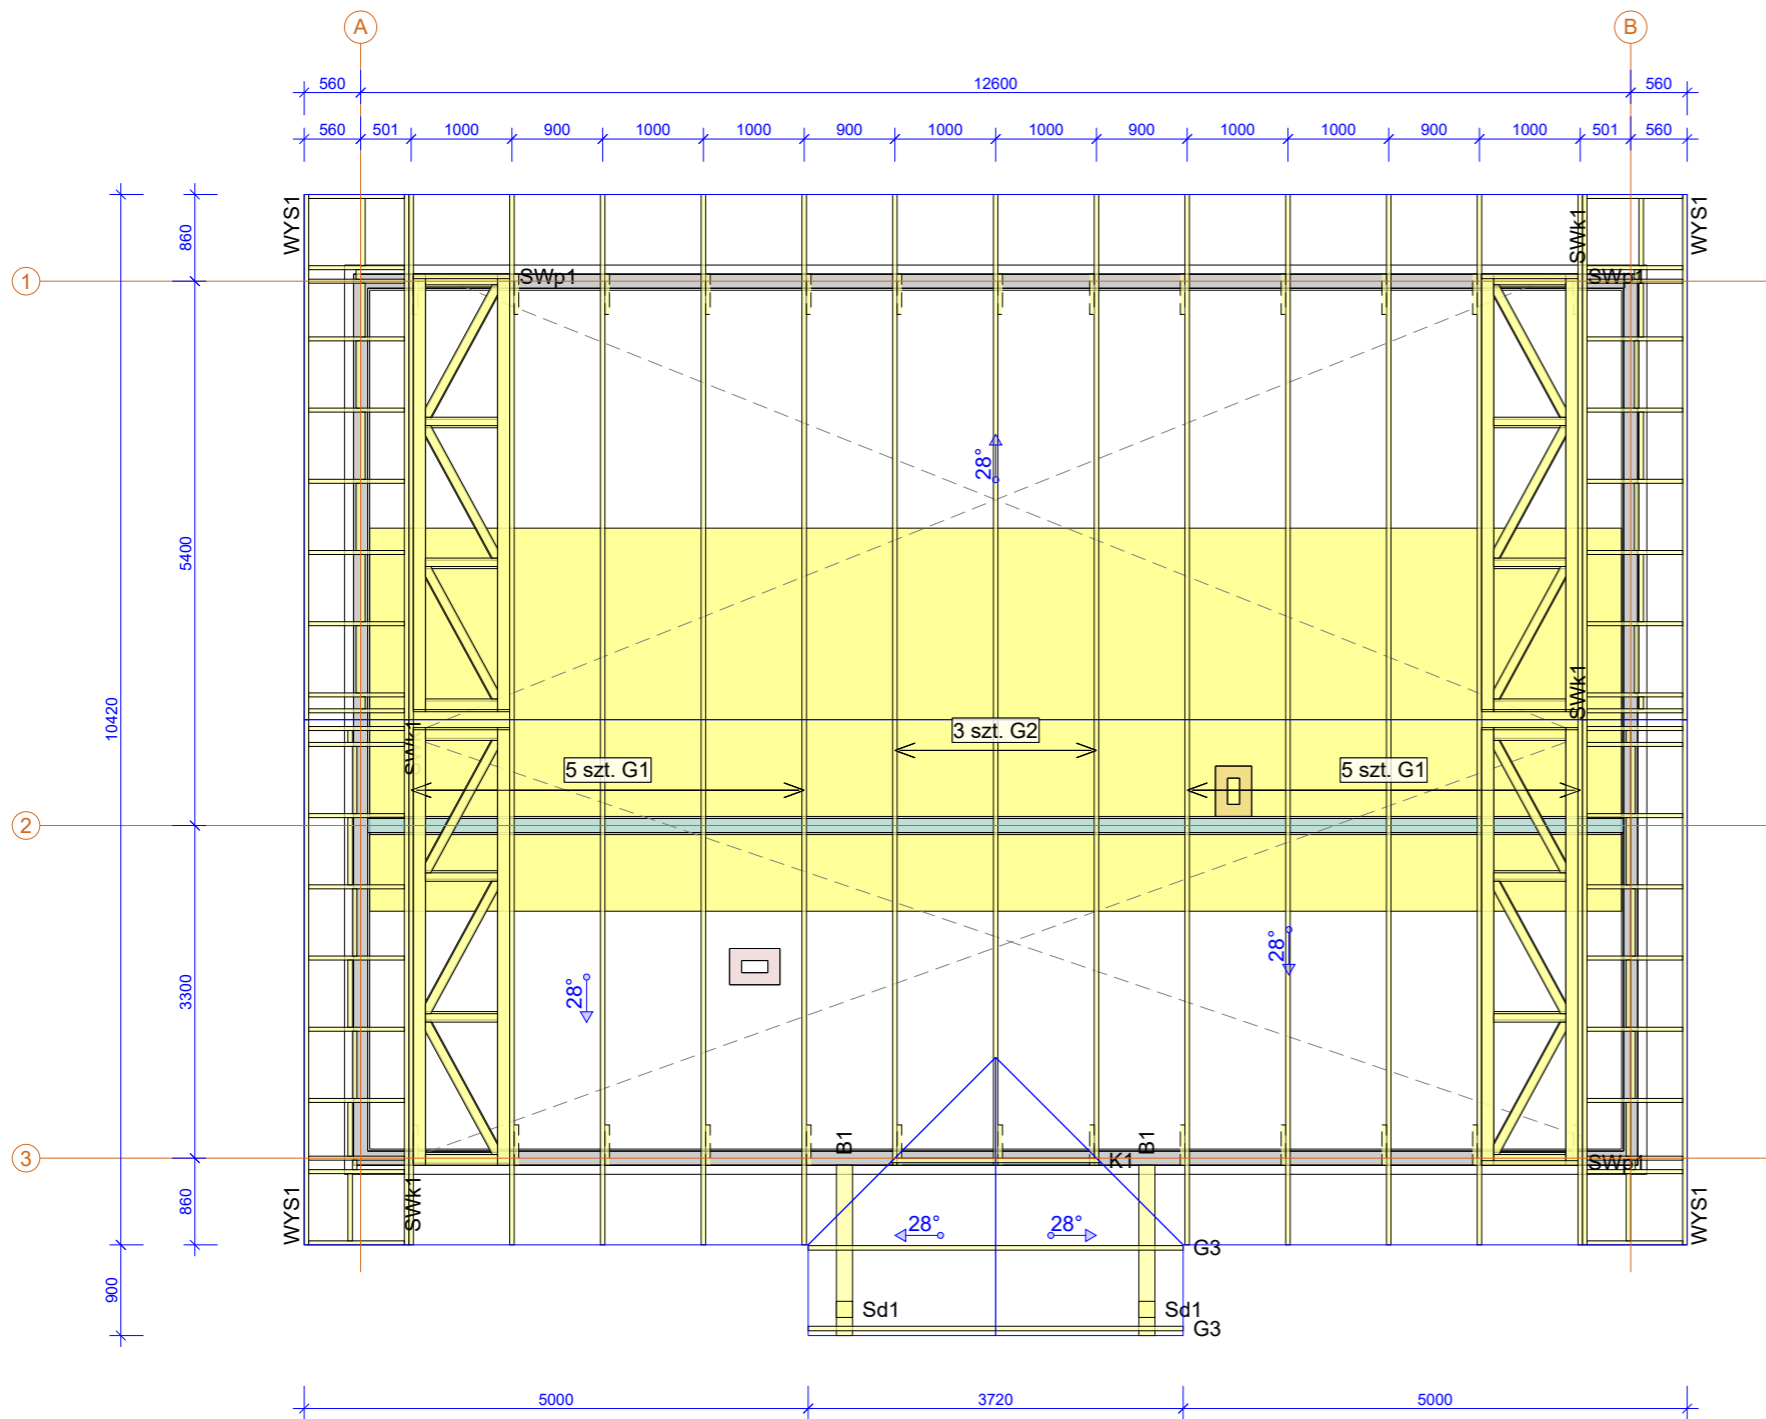 A B
560 12600 560
560 501 1000 900 1000 1000 900 1000 1000 900 1000 1000 900 1000 501 560
WYS1 SWk1 WYS1
860
1 SWp1 SWp1
28°
5400
10420
SWk1 SWk1
3 szt. G2
5 szt. G1 5 szt. G1
2
28° 28°
3300
3 B1 B1 K1 SWp1
WYS1 SWk1 WYS1
860
28° 28°
G3
900
Sd1 Sd1
G3
5000 3720 5000